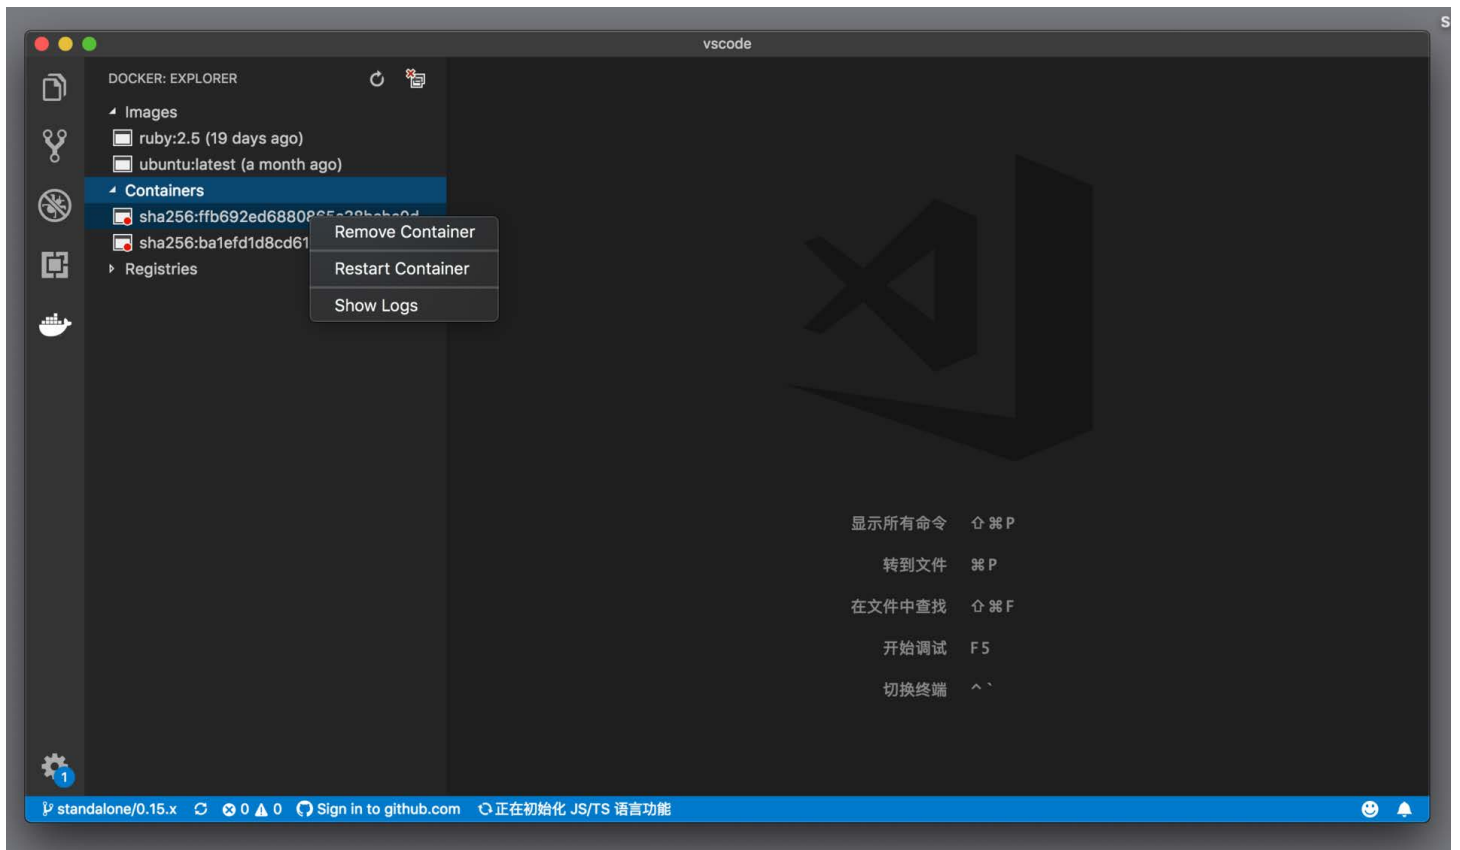 S
vscode
DOCKER: EXPLORER
Images
ruby:2.5 (19 days ago)
ubuntu:latest (a month ago)
Containers
sha256:ffb692ed6880865
sha256:ba1efd1d8cd61
Registries
Remove Container
Restart Container
Show Logs
显示所有命令 ⇧⌘P
转到文件 ⌘P
在文件中查找 ⇧⌘F
开始调试 F5
切换终端 ^`
1
standalone/0.15.x 0 0 Sign in to github.com 正在初始化 JS/TS 语言功能